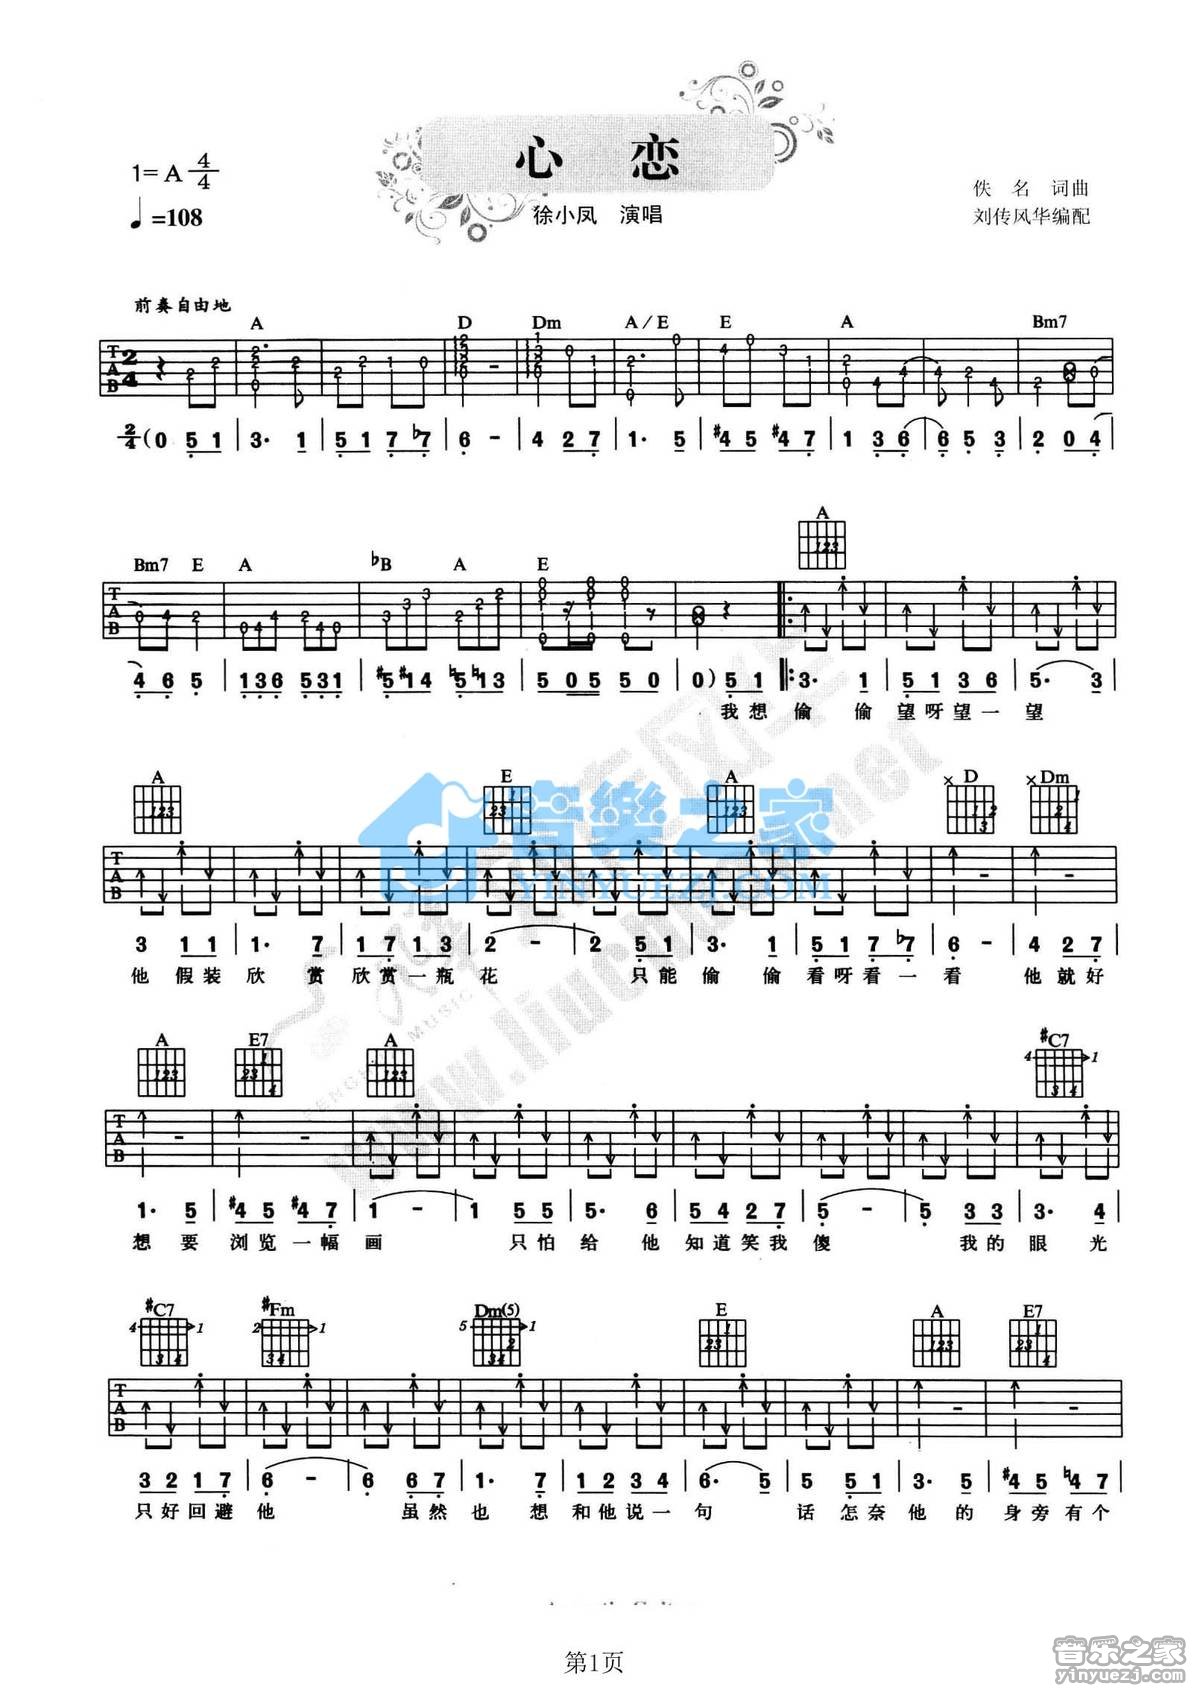 心 恋
1=A 4/4
♩=108
徐小凤 演唱
佚 名 词曲
刘传风华编配
前奏自由地
A D Dm A/E E A Bm7
T A B 2/4
2/4 (0 5 1 | 3· 1 | 5 1 7 ♭7 | 6 - | 4 2 7 | 1· 5 | #4 5 #4 7 | 1 3 6 | 6 5 3 | 2 0 4 |
A
Bm7 E A ♭B A E
T A B
4 6 5 | 136 531 | #5 #1 4 ♮5 ♮1 3 | 5 0 5 5 0 | 0) 5 1 |: 3· 1 | 5 1 3 6 | 5· 3 |
我想偷 偷望呀望一望
A E A × D × Dm
T A B
3 1 1 | 1· 7 | 1 7 1 3 | 2 - | 2 5 1 | 3· 1 | 5 1 7 ♭7 | 6 - | 4 2 7 |
他 假装欣 赏欣赏一瓶花 只能偷 偷看呀看一看 他就好
A E7 A #C7
T A B
1· 5 | #4 5 #4 7 | 1 - | 1 5 5 | 5· 6 | 5 4 2 7 | 5 - | 5 3 3 | 3· 4 |
想 要 浏览一幅画 只怕给 他 知道笑我傻 我的眼 光
#C7 #Fm Dm(5) E A E7
T A B
3 2 1 7 | 6 - | 6 6 7 | 1· 7 | 1 2 3 4 | 6· 5 | 5 5 1 | 3· 5 | #4 5 ♮4 7 |
只好回避他 虽然也 想 和他说一句 话怎奈他 的 身旁有个
音樂之家
YINYUEZJ.COM
第1页
音乐之家
yinyuezj.com